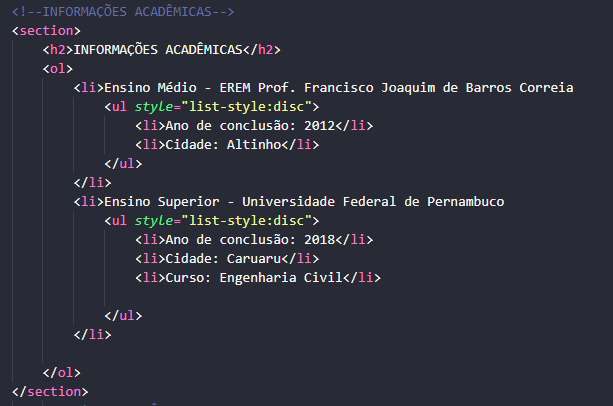 <!--INFORMAÇÕES ACADÊMICAS-->
<section>
<h2>INFORMAÇÕES ACADÊMICAS</h2>
<ol>
<li>Ensino Médio - EREM Prof. Francisco Joaquim de Barros Correia
<ul style="list-style:disc">
<li>Ano de conclusão: 2012</li>
<li>Cidade: Altinho</li>
</ul>
</li>
<li>Ensino Superior - Universidade Federal de Pernambuco
<ul style="list-style:disc">
<li>Ano de conclusão: 2018</li>
<li>Cidade: Caruaru</li>
<li>Curso: Engenharia Civil</li>
</ul>
</li>
</ol>
</section>